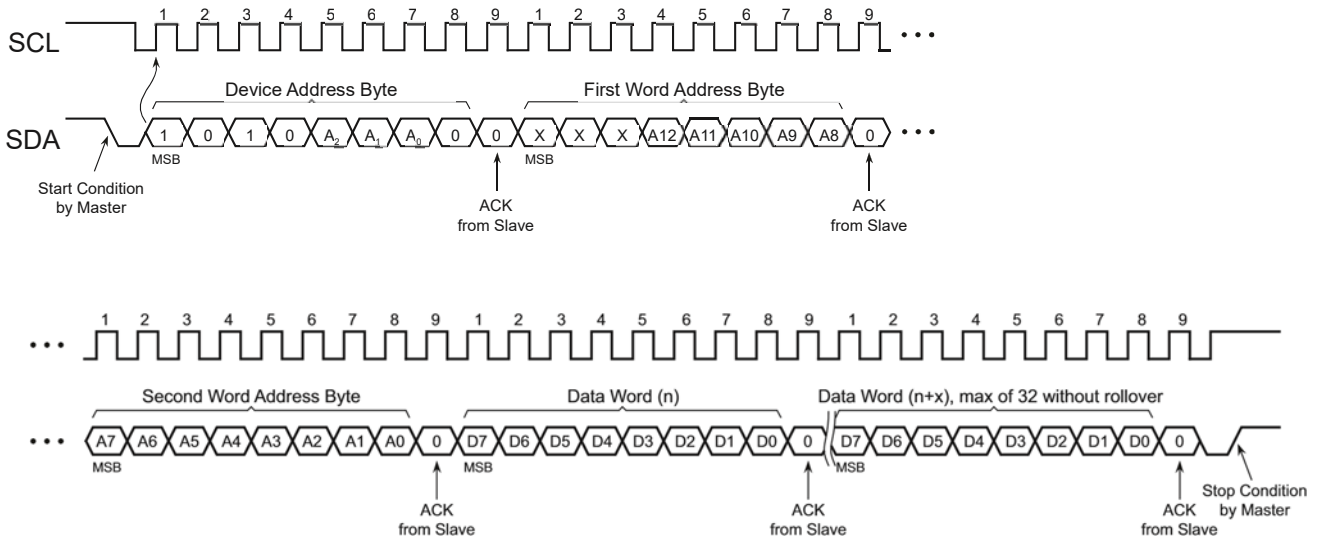 1 2 3 4 5 6 7 8 9 1 2 3 4 5 6 7 8 9
SCL
Device Address Byte First Word Address Byte
SDA 1 0 1 0 A2 A1 A0 0 0 X X X A12 A11 A10 A9 A8 0
MSB MSB
Start Condition
by Master
ACK
from Slave
ACK
from Slave
1 2 3 4 5 6 7 8 9 1 2 3 4 5 6 7 8 9 1 2 3 4 5 6 7 8 9
Second Word Address Byte Data Word (n) Data Word (n+x), max of 32 without rollover
A7 A6 A5 A4 A3 A2 A1 A0 0 D7 D6 D5 D4 D3 D2 D1 D0 0 D7 D6 D5 D4 D3 D2 D1 D0 0
MSB MSB MSB
ACK
from Slave
ACK
from Slave
ACK
from Slave
Stop Condition
by Master